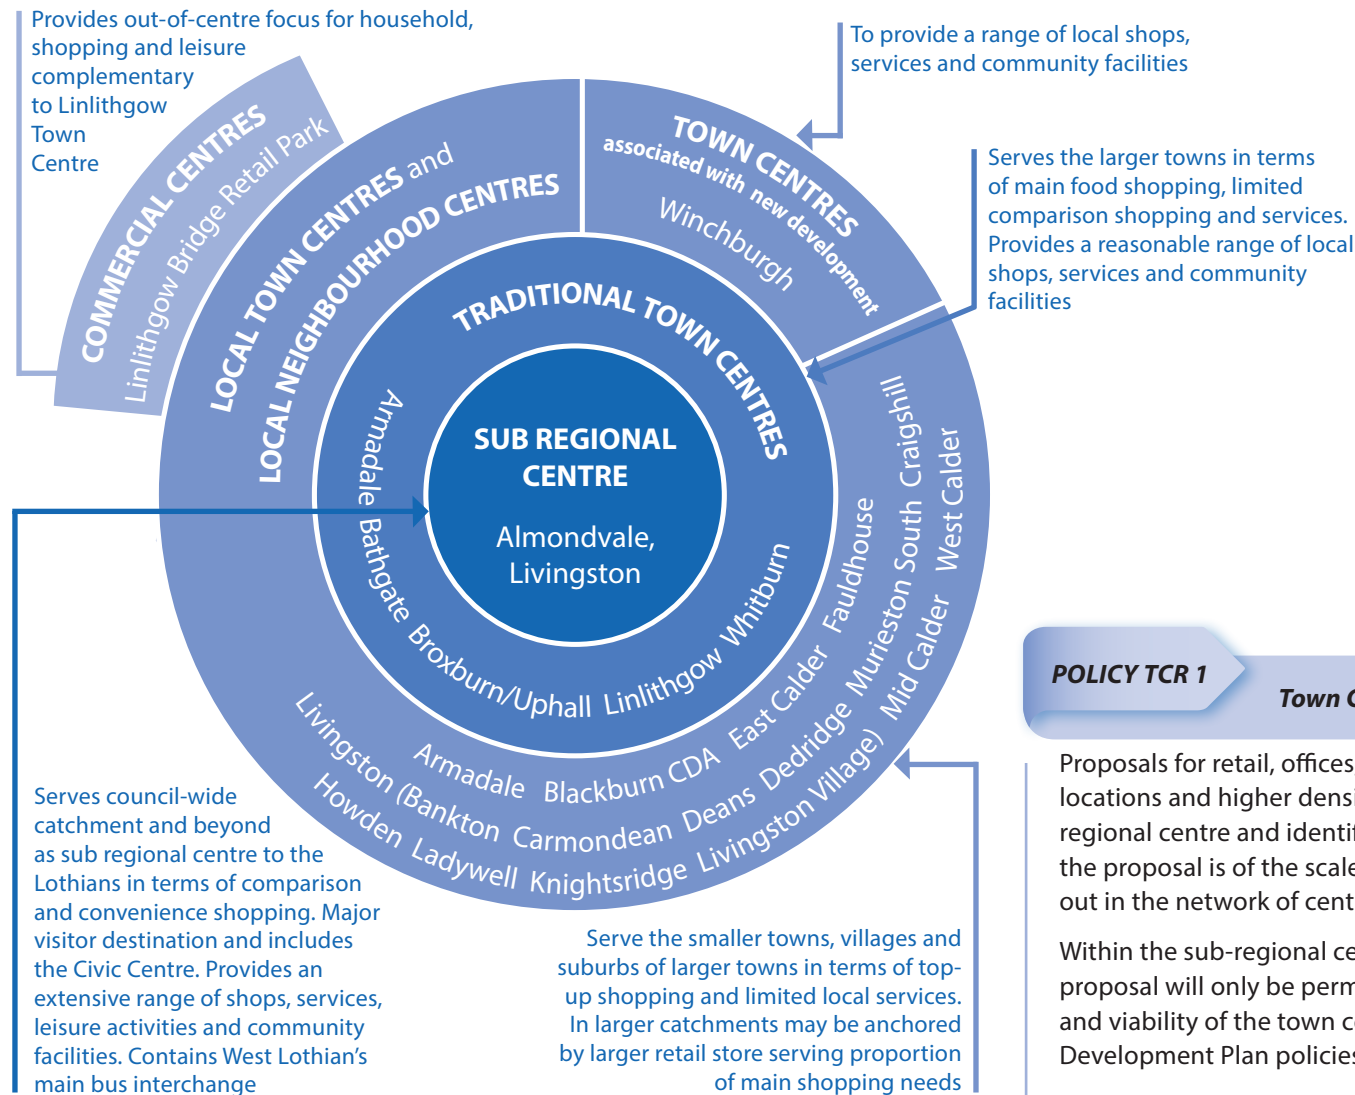 Provides out-of-centre focus for household,
shopping and leisure
complementary
to Linlithgow
Town
Centre
To provide a range of local shops,
services and community facilities
Serves the larger towns in terms
of main food shopping, limited
comparison shopping and services.
Provides a reasonable range of local
shops, services and community
facilities
COMMERCIAL CENTRES
Linlithgow Bridge Retail Park
LOCAL TOWN CENTRES and
LOCAL NEIGHBOURHOOD CENTRES
TOWN CENTRES
associated with new development
Winchburgh
TRADITIONAL TOWN CENTRES
Armadale Bathgate Broxburn/Uphall Linlithgow Whitburn
SUB REGIONAL
CENTRE
Almondvale,
Livingston
Armadale Blackburn CDA East Calder Fauldhouse
Livingston (Bankton Carmondean Deans Dedridge Murieston South Craigshill
Howden Ladywell Knightsridge Livingston Village) Mid Calder West Calder
Serves council-wide
catchment and beyond
as sub regional centre to the
Lothians in terms of comparison
and convenience shopping. Major
visitor destination and includes
the Civic Centre. Provides an
extensive range of shops, services,
leisure activities and community
facilities. Contains West Lothian's
main bus interchange
Serve the smaller towns, villages and
suburbs of larger towns in terms of top-
up shopping and limited local services.
In larger catchments may be anchored
by larger retail store serving proportion
of main shopping needs
POLICY TCR 1
Town
Proposals for retail, offices,
locations and higher
regional centre and
the proposal is of the scale
out in the network of
Within the sub-regional
proposal will only be
and viability of the town
Development Plan policies